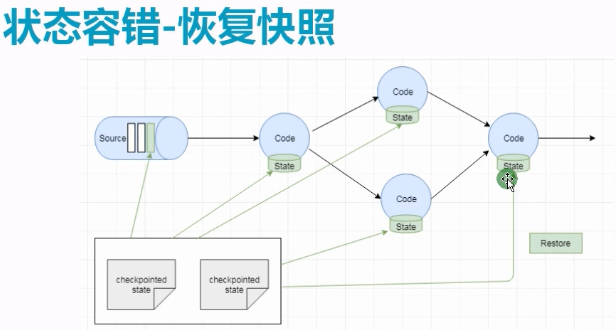 状态容错-恢复快照
Code
State
Source
Code
State
Code
State
Code
State
Restore
checkpointed
state
checkpointed
state